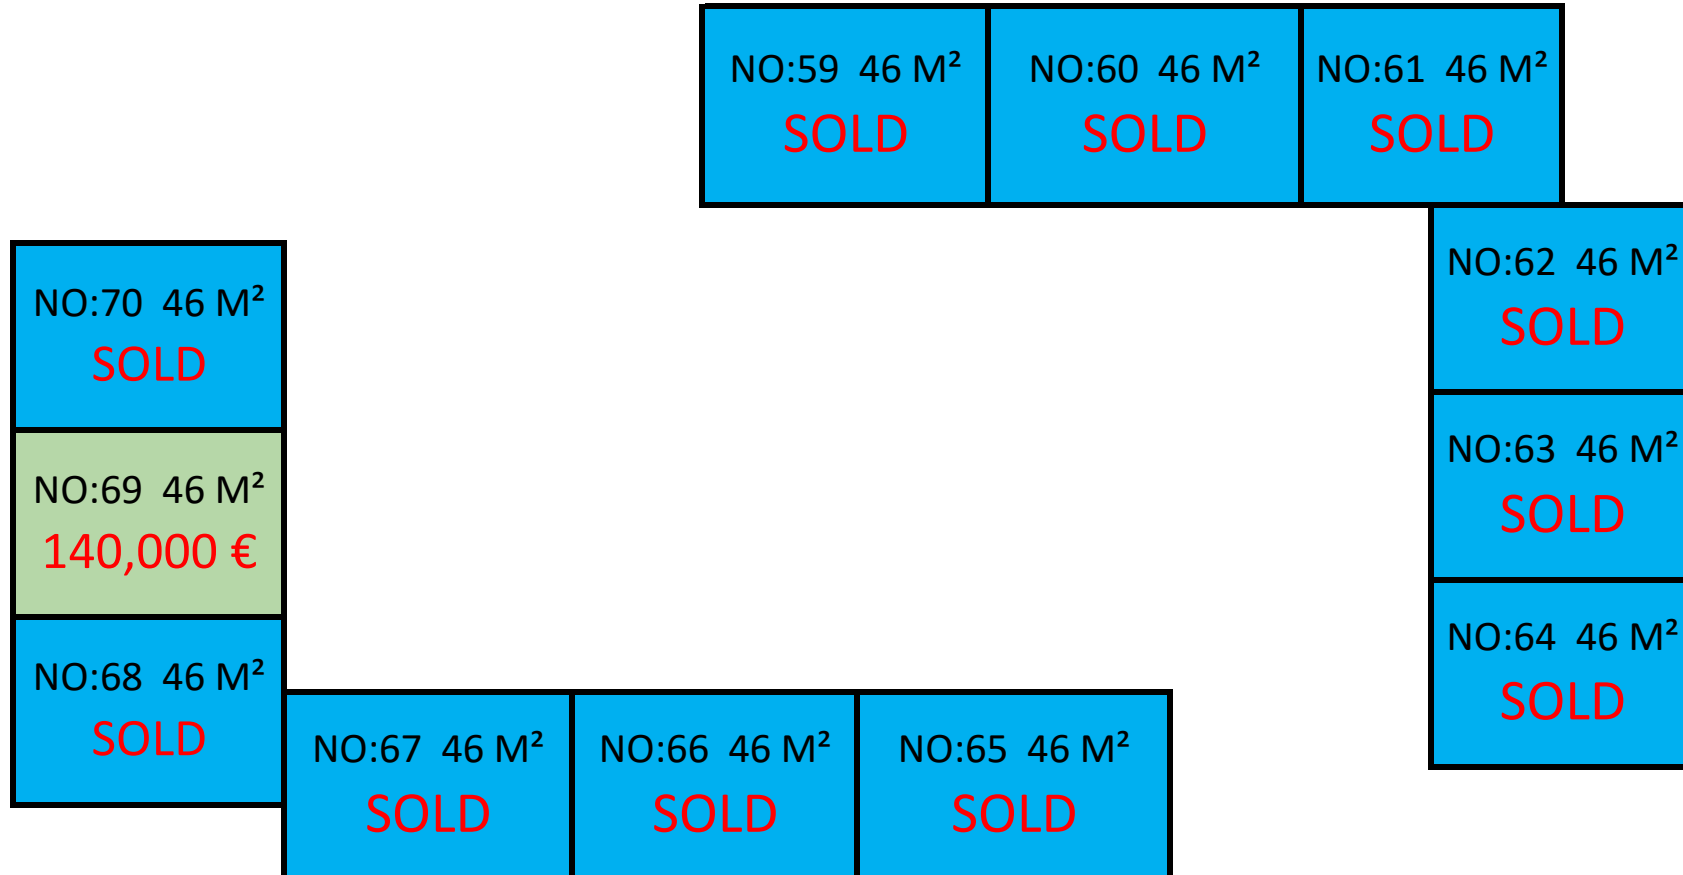 NO:59 46 M²
SOLD
NO:60 46 M²
SOLD
NO:61 46 M²
SOLD
NO:62 46 M²
SOLD
NO:63 46 M²
SOLD
NO:64 46 M²
SOLD
NO:70 46 M²
SOLD
NO:69 46 M²
140,000 €
NO:68 46 M²
SOLD
NO:67 46 M²
SOLD
NO:66 46 M²
SOLD
NO:65 46 M²
SOLD